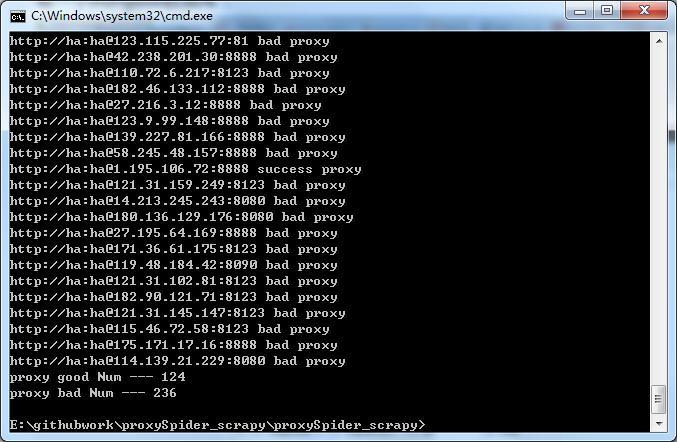 C:\Windows\system32\cmd.exe
http://ha:ha@123.115.225.77:81 bad proxy
http://ha:ha@42.238.201.30:8888 bad proxy
http://ha:ha@110.72.6.217:8123 bad proxy
http://ha:ha@182.46.133.112:8888 bad proxy
http://ha:ha@27.216.3.12:8888 bad proxy
http://ha:ha@123.9.99.148:8888 bad proxy
http://ha:ha@139.227.81.166:8888 bad proxy
http://ha:ha@58.245.48.157:8888 bad proxy
http://ha:ha@1.195.106.72:8888 success proxy
http://ha:ha@121.31.159.249:8123 bad proxy
http://ha:ha@14.213.245.243:8080 bad proxy
http://ha:ha@180.136.129.176:8080 bad proxy
http://ha:ha@27.195.64.169:8888 bad proxy
http://ha:ha@171.36.61.175:8123 bad proxy
http://ha:ha@119.48.184.42:8090 bad proxy
http://ha:ha@121.31.102.81:8123 bad proxy
http://ha:ha@182.90.121.71:8123 bad proxy
http://ha:ha@121.31.145.147:8123 bad proxy
http://ha:ha@115.46.72.58:8123 bad proxy
http://ha:ha@175.171.17.16:8888 bad proxy
http://ha:ha@114.139.21.229:8080 bad proxy
proxy good Num --- 124
proxy bad Num --- 236
E:\githubwork\proxySpider_scrapy\proxySpider_scrapy>